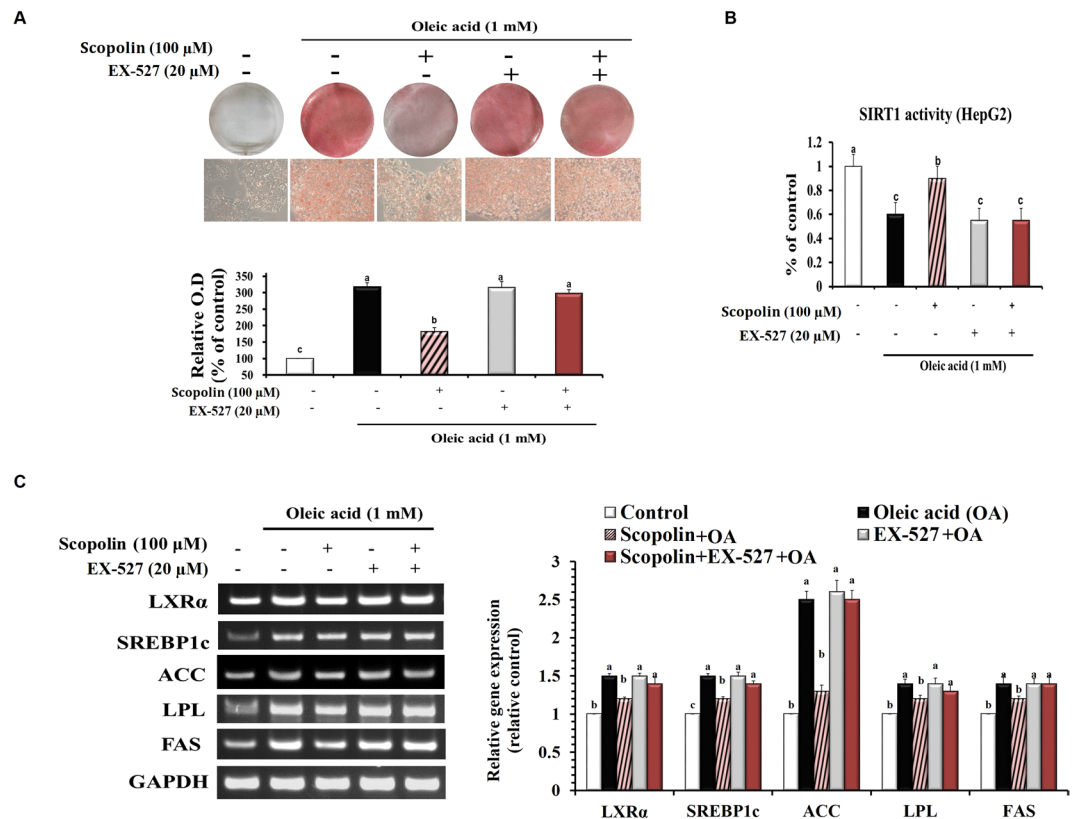 A
Oleic acid (1 mM)
Scopolin (100 µM) - - + - +
EX-527 (20 µM) - - - + +
Relative O.D
(% of control)
350
300
250
200
150
100
50
c a b a a
Scopolin (100 µM) - - + - +
EX-527 (20 µM) - - - + +
Oleic acid (1 mM)
B
SIRT1 activity (HepG2)
% of control
1.2
1
0.8
0.6
0.4
0.2
0
a c b c c
Scopolin (100 µM) - - + - +
EX-527 (20 µM) - - - + +
Oleic acid (1 mM)
C
Oleic acid (1 mM)
Scopolin (100 µM) - - + - +
EX-527 (20 µM) - - - + +
LXRα
SREBP1c
ACC
LPL
FAS
GAPDH
Control Oleic acid (OA)
Scopolin+OA EX-527+OA
Scopolin+EX-527+OA
Relative gene expression
(relative control)
3
2.5
2
1.5
1
0.5
0
b a b a a c a b a a b a b a a b a b a a b a b a a
LXRα SREBP1c ACC LPL FAS